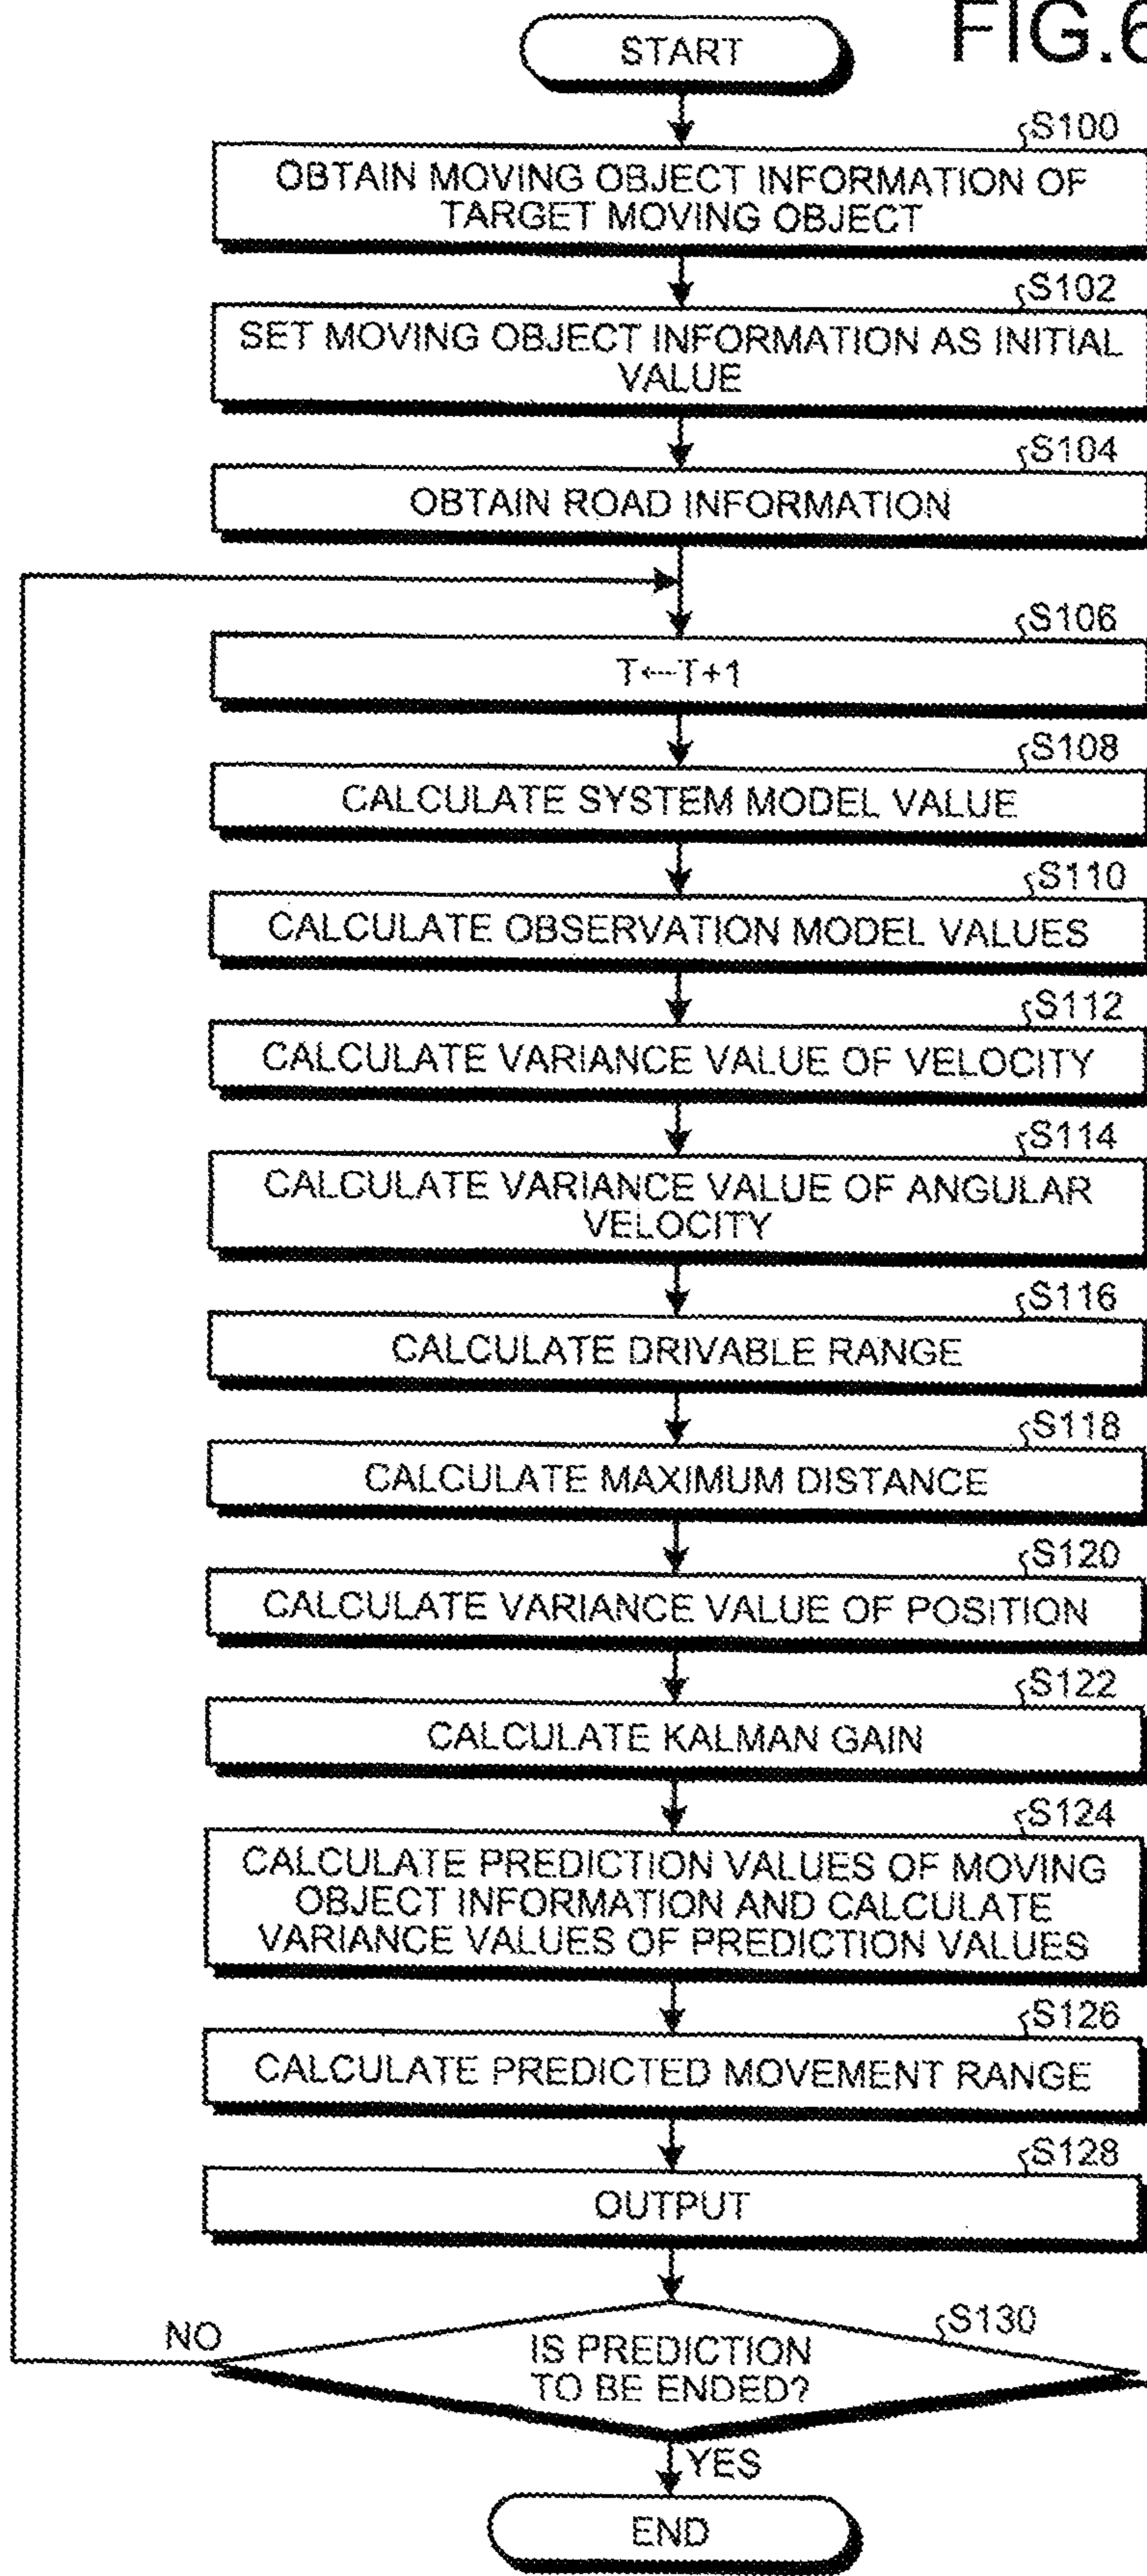 FIG.6
START
S100
OBTAIN MOVING OBJECT INFORMATION OF
TARGET MOVING OBJECT
S102
SET MOVING OBJECT INFORMATION AS INITIAL
VALUE
S104
OBTAIN ROAD INFORMATION
S106
T←T+1
S108
CALCULATE SYSTEM MODEL VALUE
S110
CALCULATE OBSERVATION MODEL VALUES
S112
CALCULATE VARIANCE VALUE OF VELOCITY
S114
CALCULATE VARIANCE VALUE OF ANGULAR
VELOCITY
S116
CALCULATE DRIVABLE RANGE
S118
CALCULATE MAXIMUM DISTANCE
S120
CALCULATE VARIANCE VALUE OF POSITION
S122
CALCULATE KALMAN GAIN
S124
CALCULATE PREDICTION VALUES OF MOVING
OBJECT INFORMATION AND CALCULATE
VARIANCE VALUES OF PREDICTION VALUES
S126
CALCULATE PREDICTED MOVEMENT RANGE
S128
OUTPUT
S130
NO
IS PREDICTION
TO BE ENDED?
YES
END